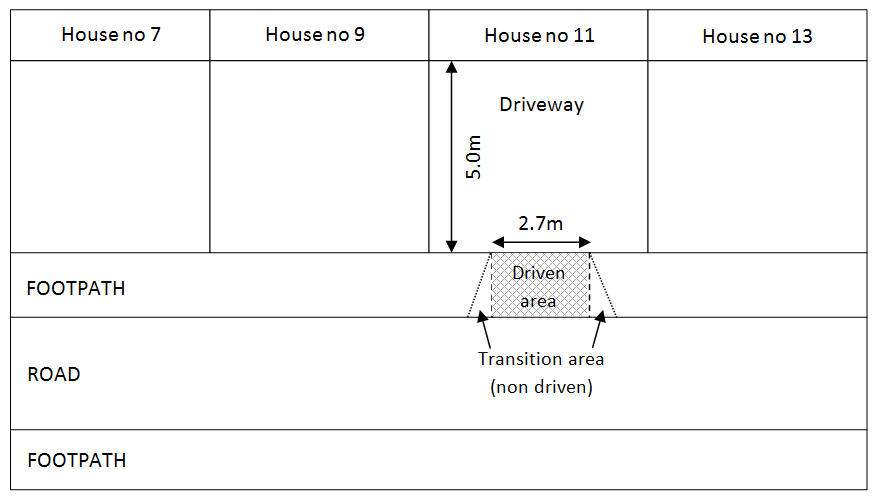 House no 7
House no 9
House no 11
House no 13
Driveway
5.0m
2.7m
Driven
area
FOOTPATH
Transition area
(non driven)
ROAD
FOOTPATH